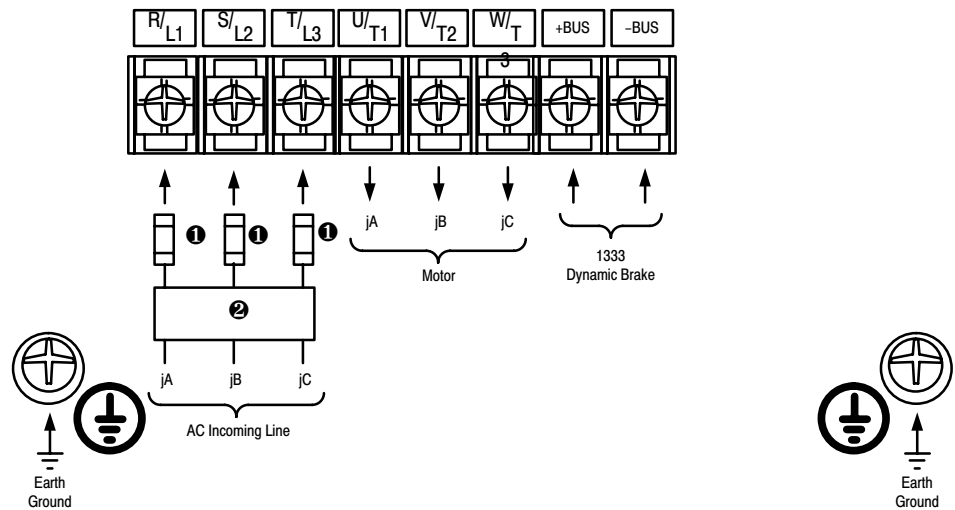 R/L1 S/L2 T/L3 U/T1 V/T2 W/T3 +BUS –BUS
jA jB jC
❶ ❶ ❶
1333
Dynamic Brake
Motor
❷
jA jB jC
AC Incoming Line
Earth
Ground
Earth
Ground